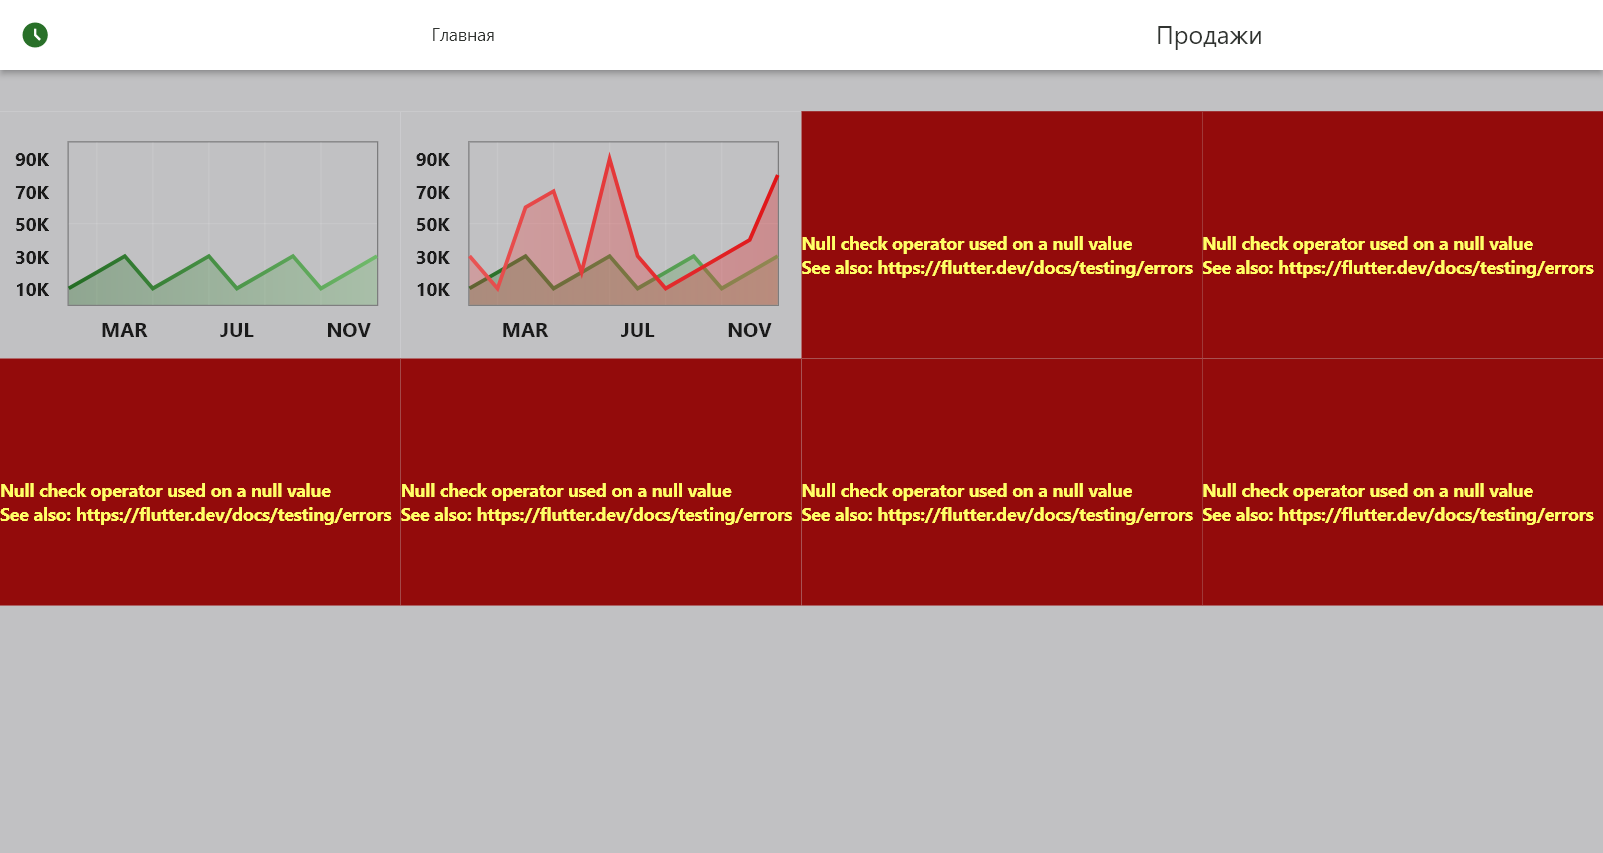 Главная
Продажи
90K
70K
50K
30K
10K
MAR JUL NOV
90K
70K
50K
30K
10K
MAR JUL NOV
Null check operator used on a null value
See also: https://flutter.dev/docs/testing/errors
Null check operator used on a null value
See also: https://flutter.dev/docs/testing/errors
Null check operator used on a null value
See also: https://flutter.dev/docs/testing/errors
Null check operator used on a null value
See also: https://flutter.dev/docs/testing/errors
Null check operator used on a null value
See also: https://flutter.dev/docs/testing/errors
Null check operator used on a null value
See also: https://flutter.dev/docs/testing/errors